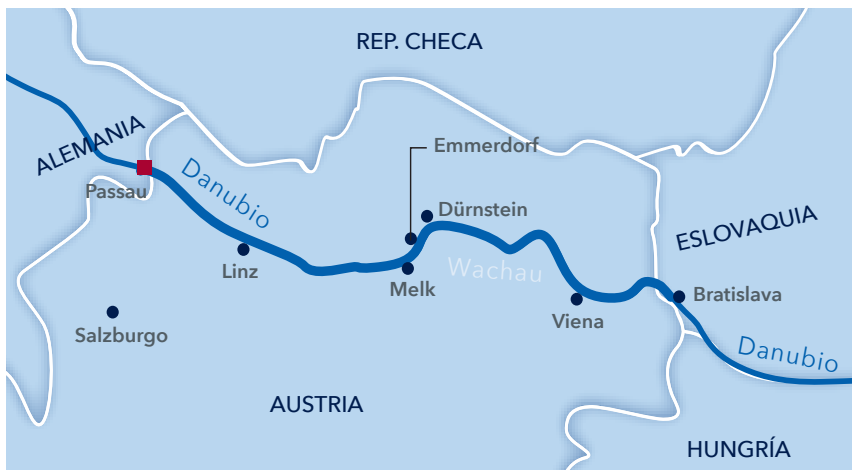 REP. CHECA
ALEMANIA
Emmerdorf
Passau
Danubio
Dürnstein
ESLOVAQUIA
Linz
Wachau
Melk
Bratislava
Viena
Salzburgo
Danubio
AUSTRIA
HUNGRÍA